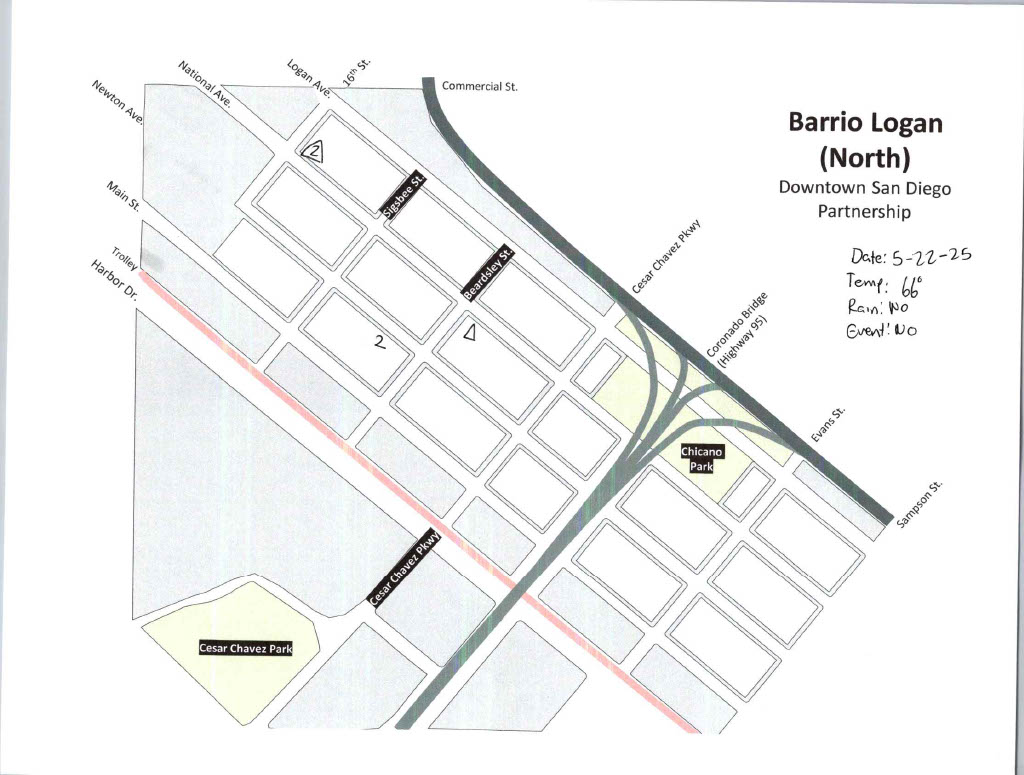 Commercial St.
16th St.
Logan Ave.
National Ave.
Newton Ave.
Main St.
Trolley
Harbor Dr.
Barrio Logan
(North)
Downtown San Diego
Partnership
Date: 5-22-25
Temp: 66°
Rain: No
Event: No
2
Sigsbee St.
Beardsley St.
2
Cesar Chavez Pkwy
Coronado Bridge
(Highway 95)
Evans St.
Sampson St.
Chicano
Park
Cesar Chavez Pkwy
Cesar Chavez Park